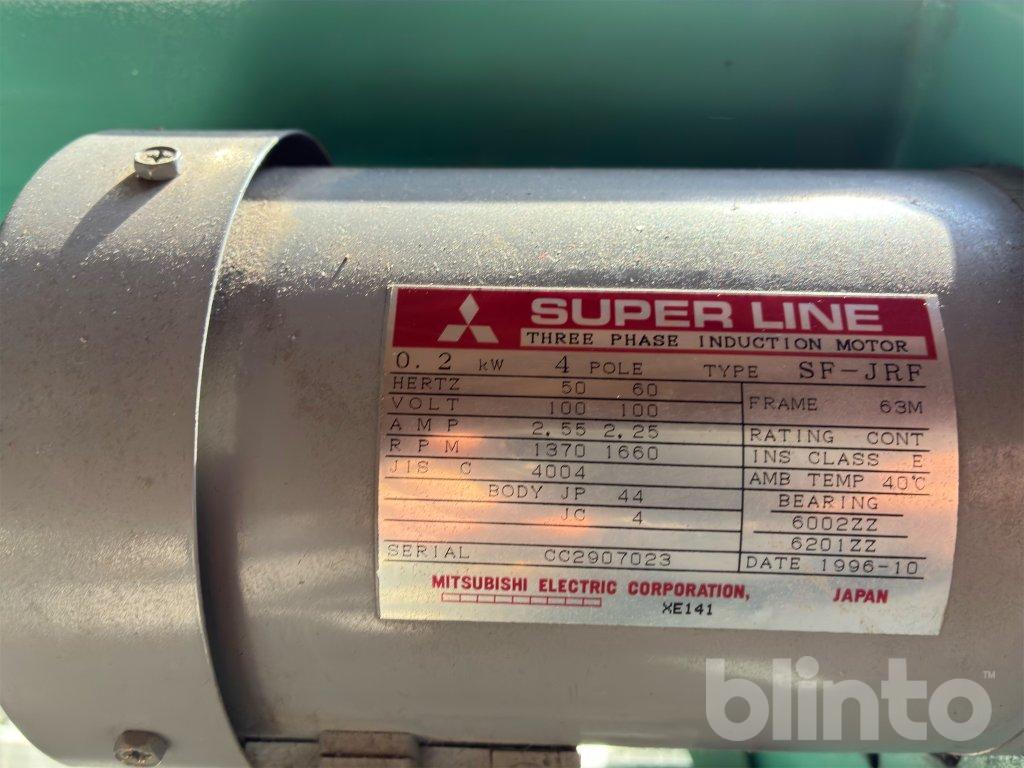 SUPER LINE
THREE PHASE INDUCTION MOTOR
0.2 kW 4 POLE TYPE SF-JRF
HERTZ 50 60
VOLT 100 100
FRAME 63M
AMP 2.55 2.25
RATING CONT
RPM 1370 1660
INS CLASS E
JIS C 4004
AMB TEMP 40℃
BODY JP 44
BEARING
JC 4
6002ZZ
6201ZZ
SERIAL CC2907023
DATE 1996-10
MITSUBISHI ELECTRIC CORPORATION, JAPAN
XE141
blinto™